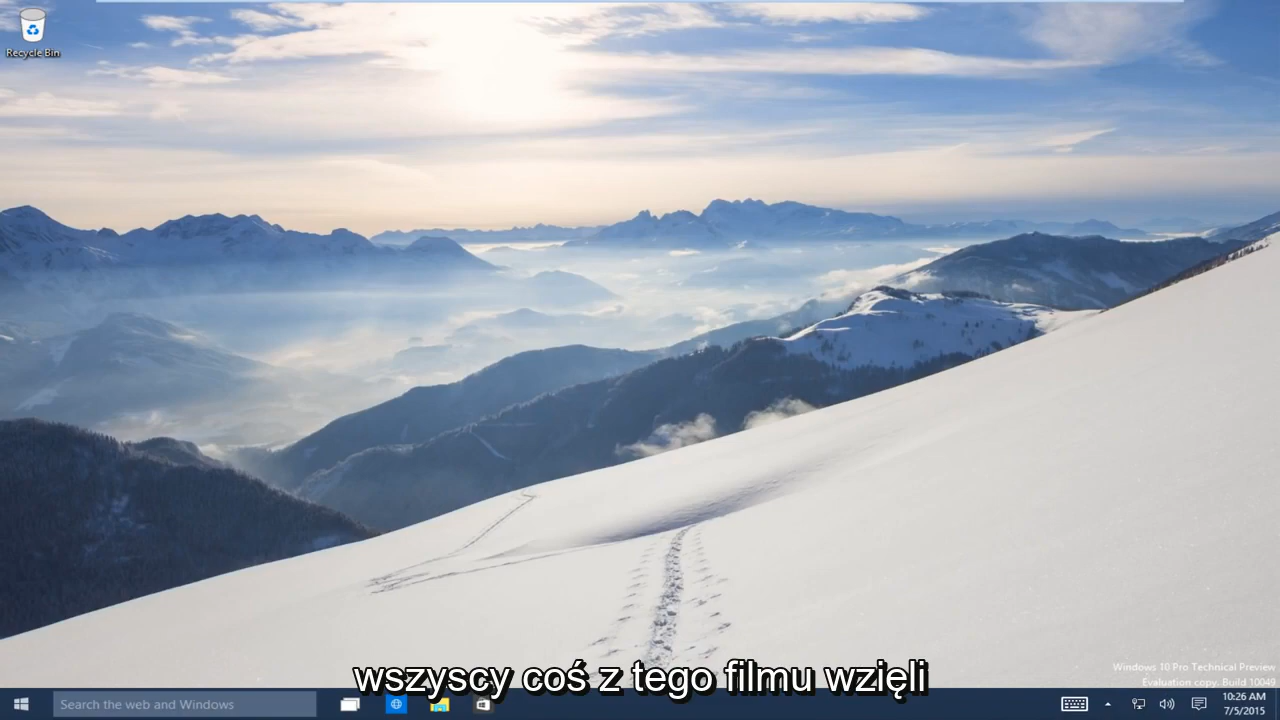 Recycle Bin
wszyscy coś z tego filmu wzięli
Windows 10 Pro Technical Preview
Evaluation copy. Build 10049
Search the web and Windows
10:26 AM
7/5/2015